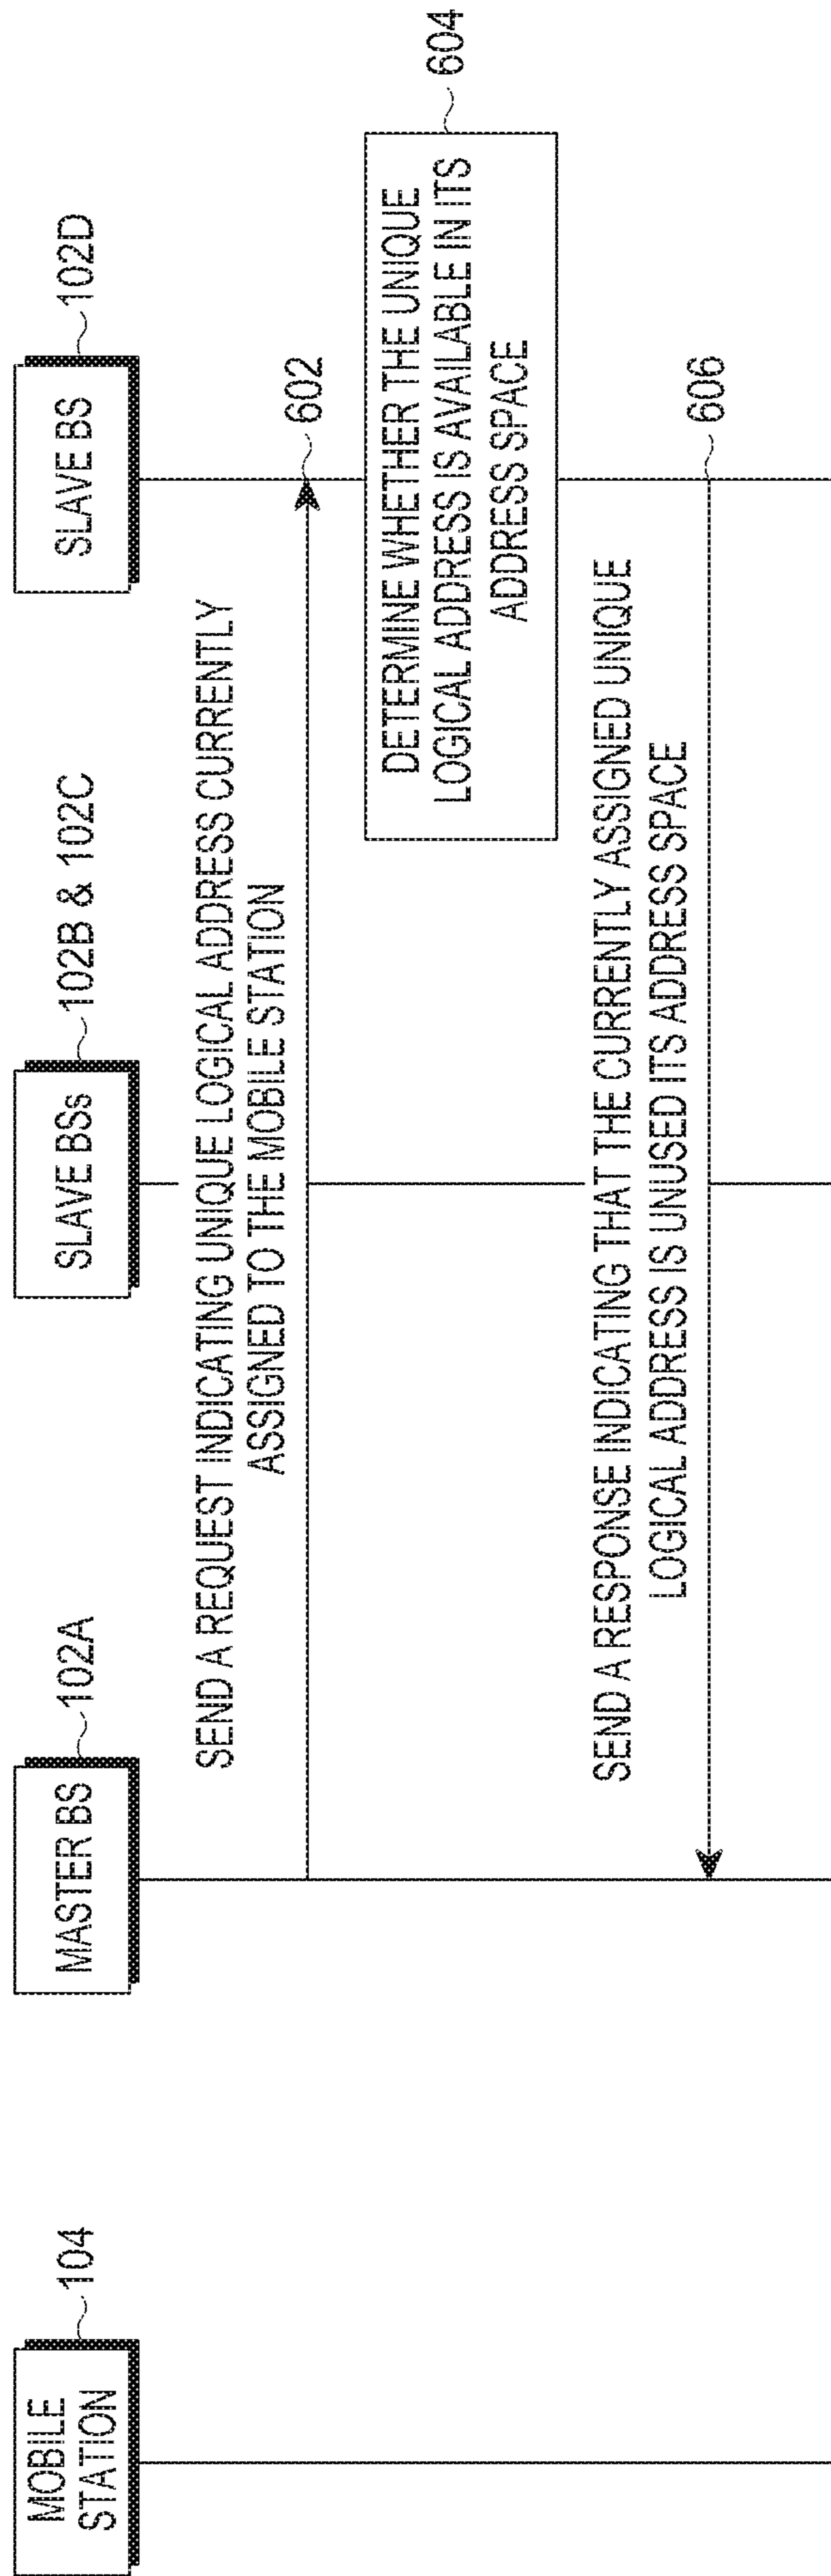 MOBILE
STATION
104
MASTER BS
102A
SLAVE BSs
102B & 102C
SLAVE BS
102D
SEND A REQUEST INDICATING UNIQUE LOGICAL ADDRESS CURRENTLY
ASSIGNED TO THE MOBILE STATION
602
DETERMINE WHETHER THE UNIQUE
LOGICAL ADDRESS IS AVAILABLE IN ITS
ADDRESS SPACE
604
SEND A RESPONSE INDICATING THAT THE CURRENTLY ASSIGNED UNIQUE
LOGICAL ADDRESS IS UNUSED ITS ADDRESS SPACE
606